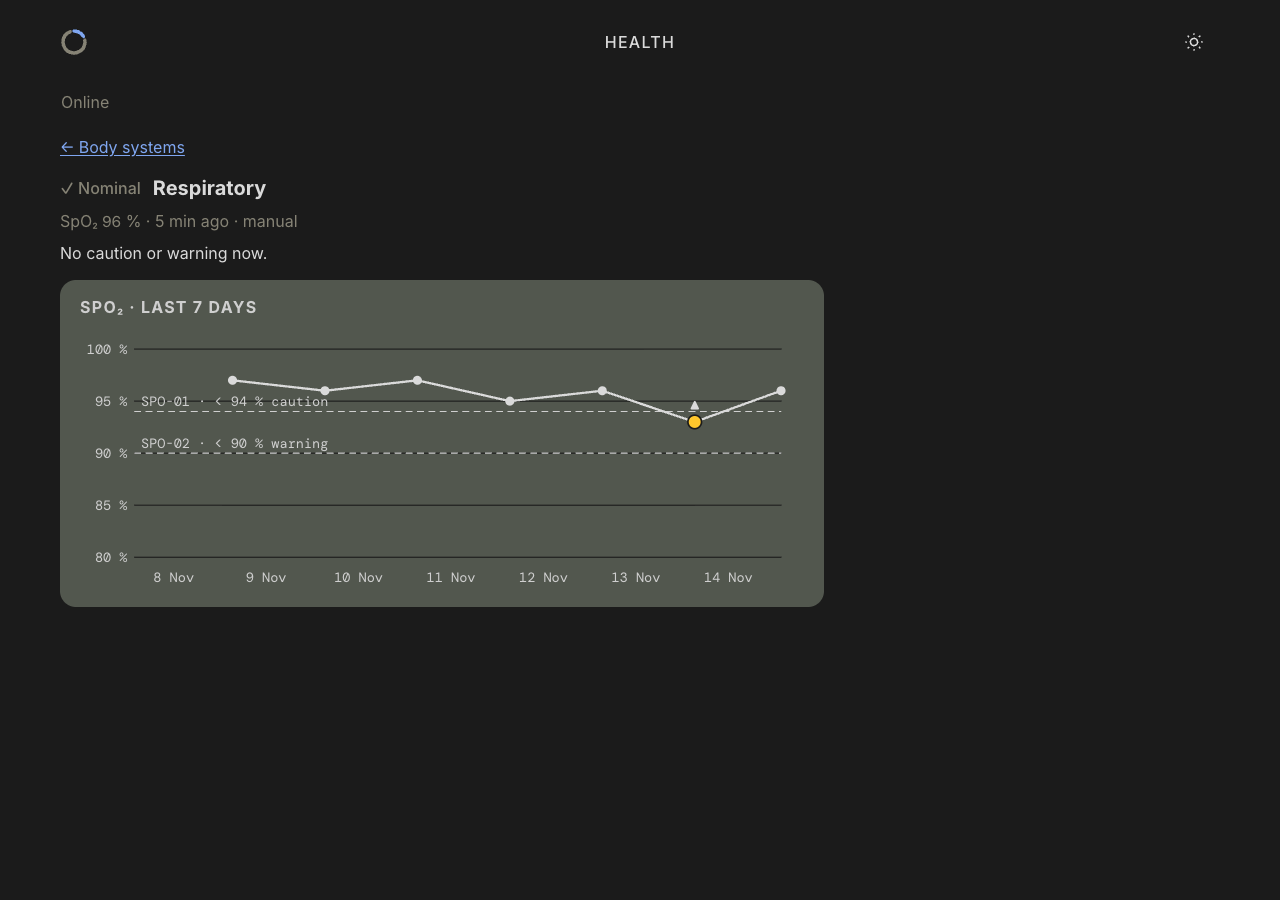 HEALTH
Online
← Body systems
✓ Nominal Respiratory
SpO₂ 96 % · 5 min ago · manual
No caution or warning now.
SPO₂ · LAST 7 DAYS
100 %
95 %
SPO-01 · < 94 % caution
SPO-02 · < 90 % warning
90 %
85 %
80 %
8 Nov 9 Nov 10 Nov 11 Nov 12 Nov 13 Nov 14 Nov